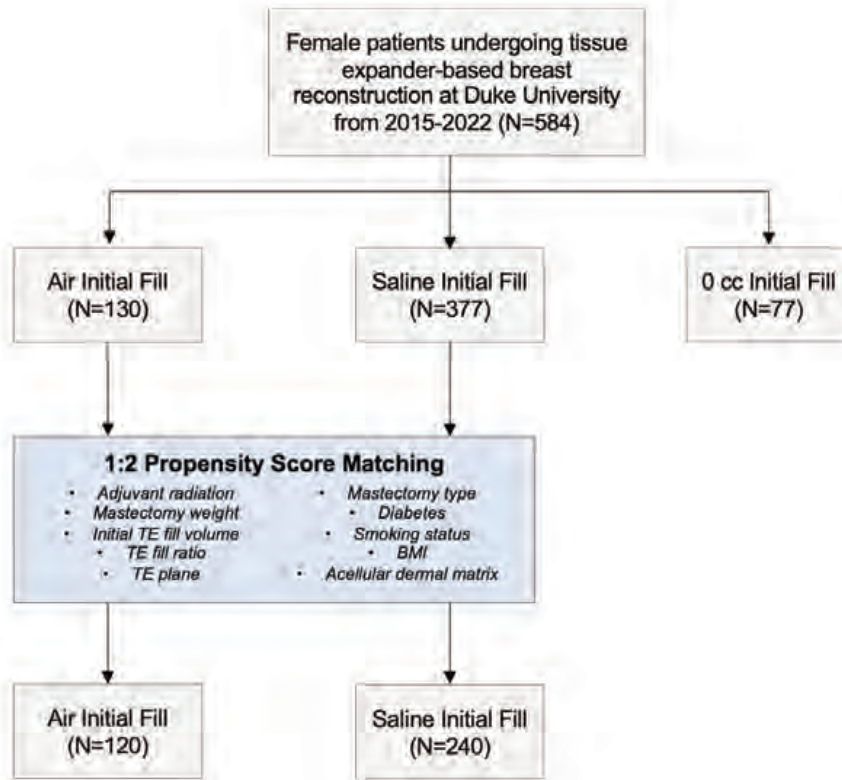 Female patients undergoing tissue
expander-based breast
reconstruction at Duke University
from 2015-2022 (N=584)
Air Initial Fill
(N=130)
Saline Initial Fill
(N=377)
0 cc Initial Fill
(N=77)
1:2 Propensity Score Matching
• Adjuvant radiation
• Mastectomy weight
• Initial TE fill volume
• TE fill ratio
• TE plane
• Mastectomy type
• Diabetes
• Smoking status
• BMI
• Acellular dermal matrix
Air Initial Fill
(N=120)
Saline Initial Fill
(N=240)